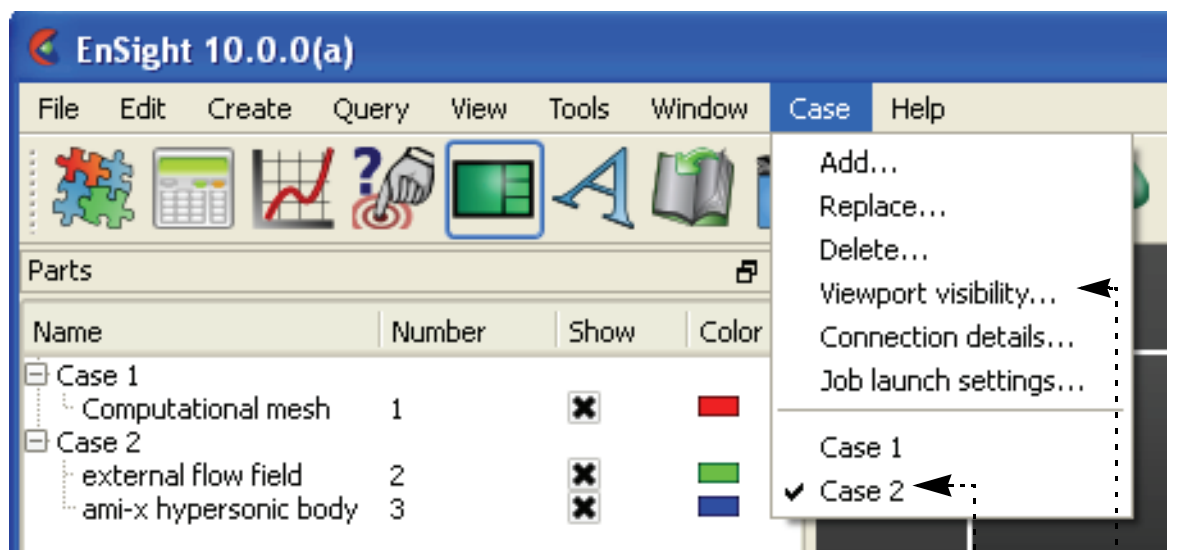 EnSight 10.0.0(a)
File Edit Create Query View Tools Window Case Help
Add...
Replace...
Delete...
Viewport visibility...
Connection details...
Job launch settings...
Case 1
Case 2
Parts
Name Number Show Color
Case 1
Computational mesh 1
Case 2
external flow field 2
ami-x hypersonic body 3